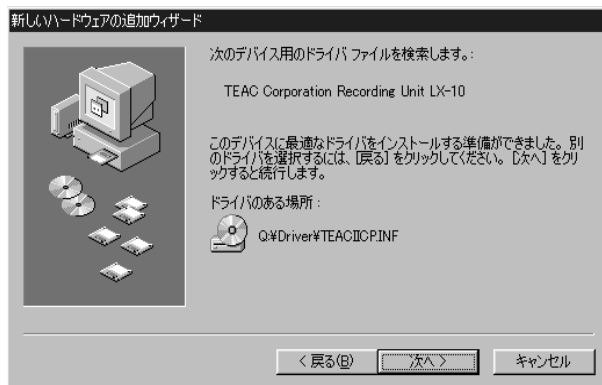 新しいハードウェアの追加ウィザード
次のデバイス用のドライバ ファイルを検索します。:
TEAC Corporation Recording Unit LX-10
このデバイスに最適なドライバをインストールする準備ができました。別
のドライバを選択するには、[戻る] をクリックしてください。[次へ] をクリ
ックすると続行します。
ドライバのある場所 :
Q:¥Driver¥TEACIICP.INF
< 戻る(B)
次へ >
キャンセル